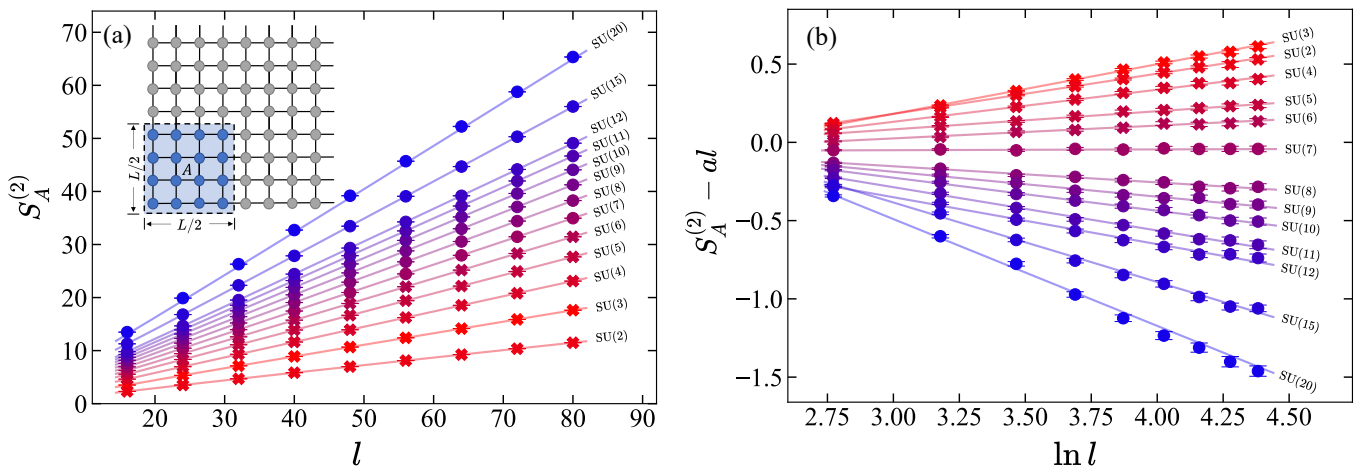 (a)
70
60
50
40
30
20
10
0
S_A^{(2)}
20 30 40 50 60 70 80 90
l
L/2
A
L/2
SU(20)
SU(15)
SU(12)
SU(11)
SU(10)
SU(9)
SU(8)
SU(7)
SU(6)
SU(5)
SU(4)
SU(3)
SU(2)
(b)
0.5
0.0
−0.5
−1.0
−1.5
S_A^{(2)} − al
2.75 3.00 3.25 3.50 3.75 4.00 4.25 4.50
ln l
SU(3)
SU(2)
SU(4)
SU(5)
SU(6)
SU(7)
SU(8)
SU(9)
SU(10)
SU(11)
SU(12)
SU(15)
SU(20)